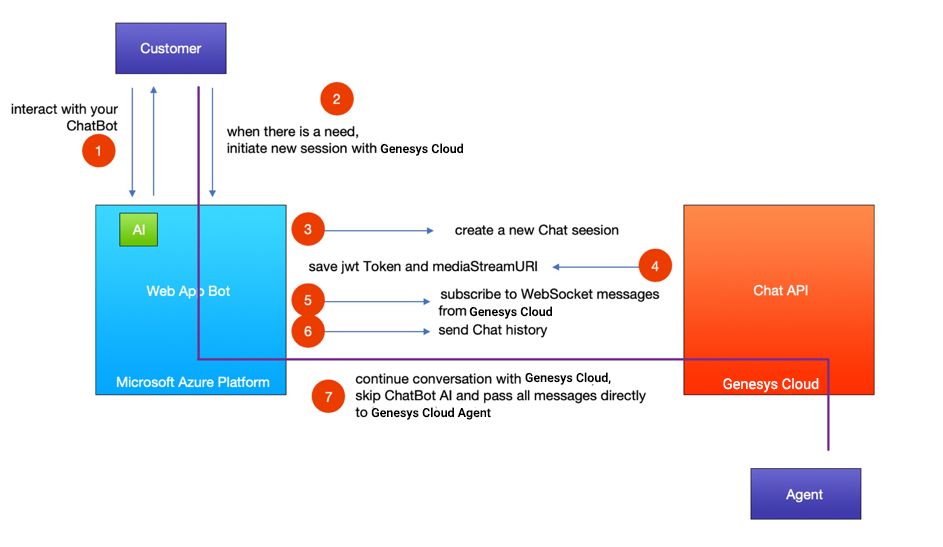 Customer
2
interact with your
ChatBot
1
when there is a need,
initiate new session with Genesys Cloud
AI
3
create a new Chat seesion
save jwt Token and mediaStreamURI
4
Web App Bot
Chat API
5
subscribe to WebSocket messages
from Genesys Cloud
6
send Chat history
Microsoft Azure Platform
Genesys Cloud
7
continue conversation with Genesys Cloud,
skip ChatBot AI and pass all messages directly
to Genesys Cloud Agent
Agent